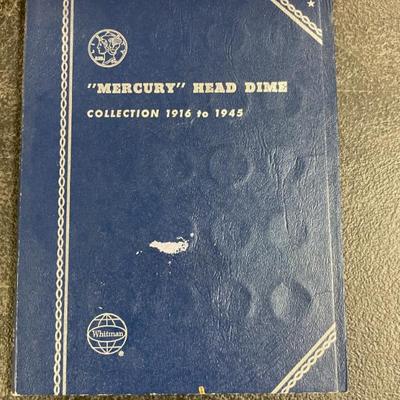 "MERCURY" HEAD DIME
COLLECTION 1916 to 1945
Whitman
®